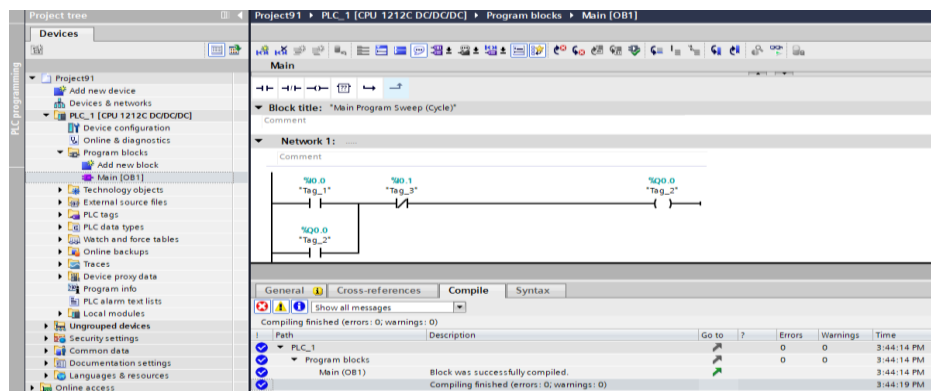 Project tree
Project91 ▸ PLC_1 [CPU 1212C DC/DC/DC] ▸ Program blocks ▸ Main [OB1]
Devices
PLC programming
Main
Project91
Add new device
Devices & networks
PLC_1 [CPU 1212C DC/DC/DC]
Device configuration
Online & diagnostics
Program blocks
Add new block
Main [OB1]
Technology objects
External source files
PLC tags
PLC data types
Watch and force tables
Online backups
Traces
Device proxy data
Program info
PLC alarm text lists
Local modules
Ungrouped devices
Security settings
Common data
Documentation settings
Languages & resources
Online access
Block title: "Main Program Sweep (Cycle)"
Comment
Network 1: .....
Comment
%I0.0 %I0.1 %Q0.0
"Tag_1" "Tag_3" "Tag_2"
%Q0.0
"Tag_2"
General Cross-references Compile Syntax
Show all messages
Compiling finished (errors: 0; warnings: 0)
! Path Description Go to ? Errors Warnings Time
PLC_1 0 0 3:44:14 PM
Program blocks 0 0 3:44:14 PM
Main (OB1) Block was successfully compiled. 3:44:14 PM
Compiling finished (errors: 0; warnings: 0) 3:44:19 PM